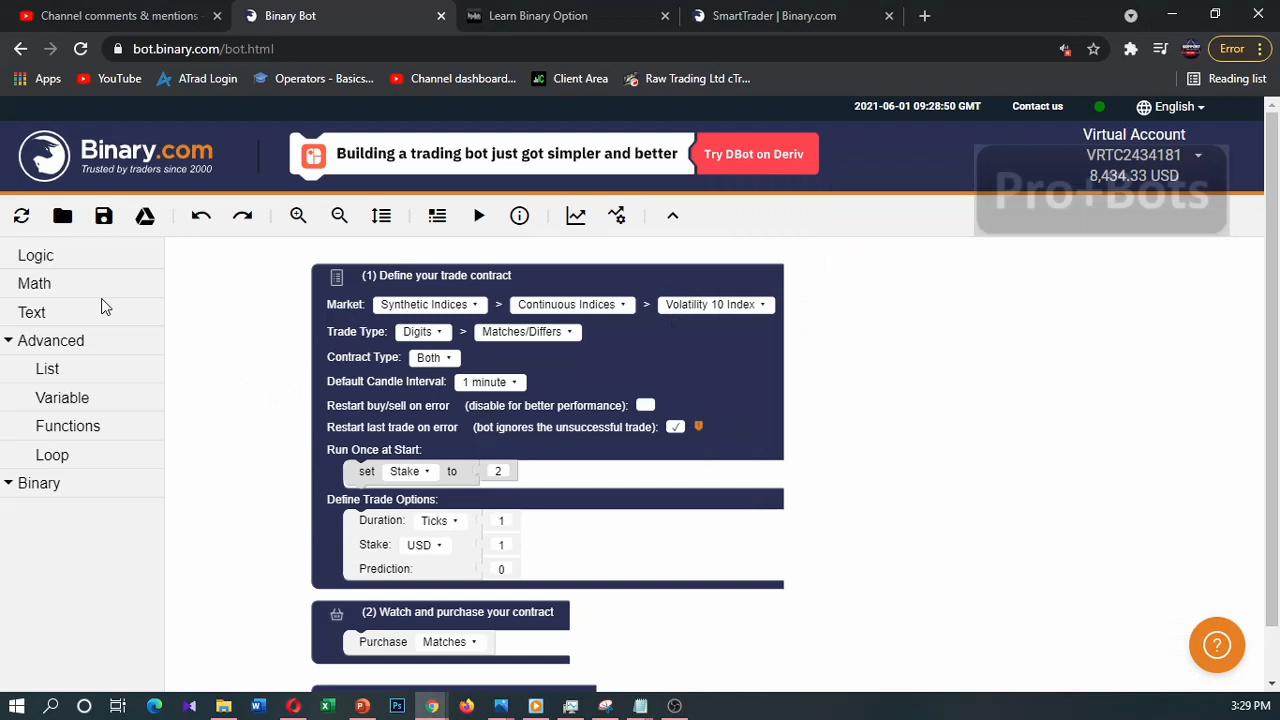 Channel comments & mentions -
Binary Bot
Learn Binary Option
SmartTrader | Binary.com
bot.binary.com/bot.html
Error
Apps
YouTube
ATrad Login
Operators - Basics...
Channel dashboard...
Client Area
Raw Trading Ltd cTr...
Reading list
2021-06-01 09:28:50 GMT
Contact us
English
Binary.com
Trusted by traders since 2000
Building a trading bot just got simpler and better
Try DBot on Deriv
Virtual Account
VRTC2434181
8,434.33 USD
Pro+Bots
Logic
Math
Text
Advanced
List
Variable
Functions
Loop
Binary
(1) Define your trade contract
Market: Synthetic Indices > Continuous Indices > Volatility 10 Index
Trade Type: Digits > Matches/Differs
Contract Type: Both
Default Candle Interval: 1 minute
Restart buy/sell on error (disable for better performance):
Restart last trade on error (bot ignores the unsuccessful trade): ✓
Run Once at Start:
set Stake to 2
Define Trade Options:
Duration: Ticks 1
Stake: USD 1
Prediction: 0
(2) Watch and purchase your contract
Purchase Matches
3:29 PM